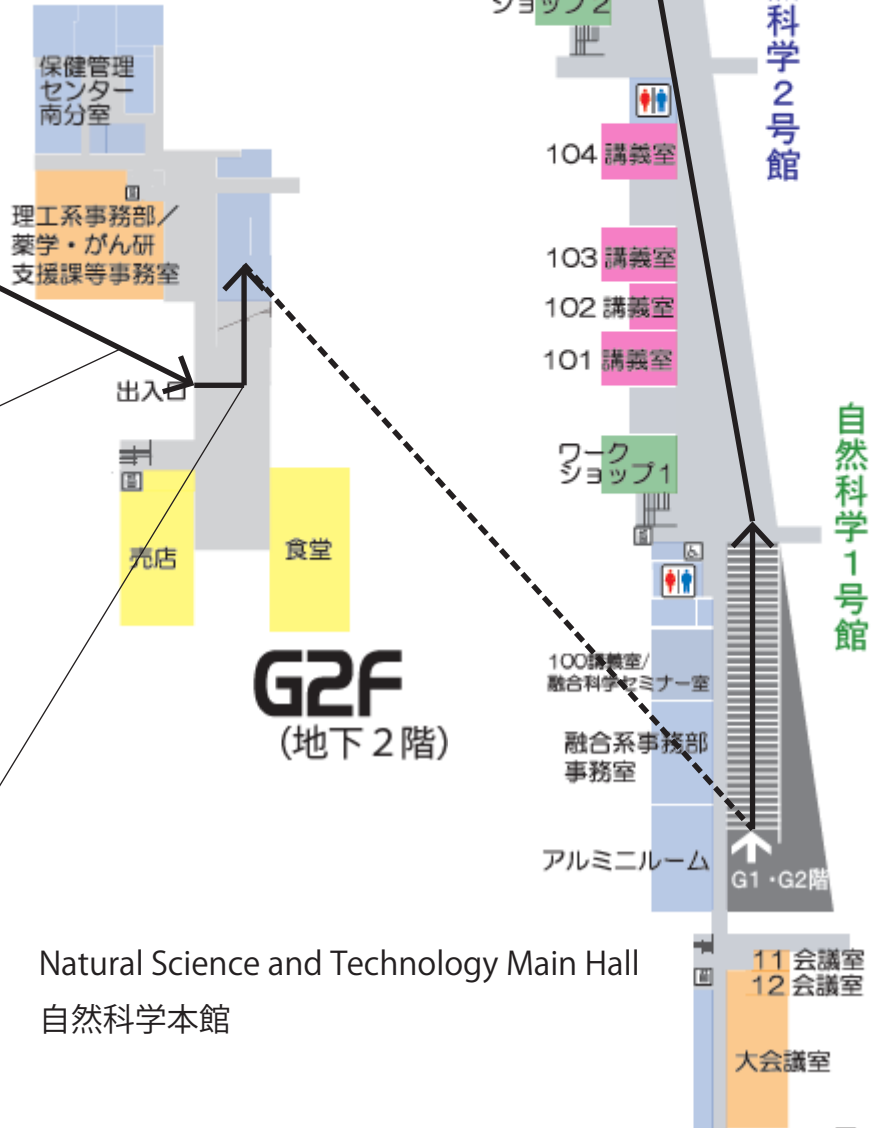 保健管理
センター
南分室
理工系事務部／
薬学・がん研
支援課等事務室
出入口
売店
食堂
G2F
（地下２階）
ショップ2
科学２号館
104 講義室
103 講義室
102 講義室
101 講義室
ワーク
ショップ1
自然科学１号館
100講義室/
融合科学セミナー室
融合系事務部
事務室
アルミニルーム
G1・G2階
11 会議室
12 会議室
大会議室
Natural Science and Technology Main Hall
自然科学本館